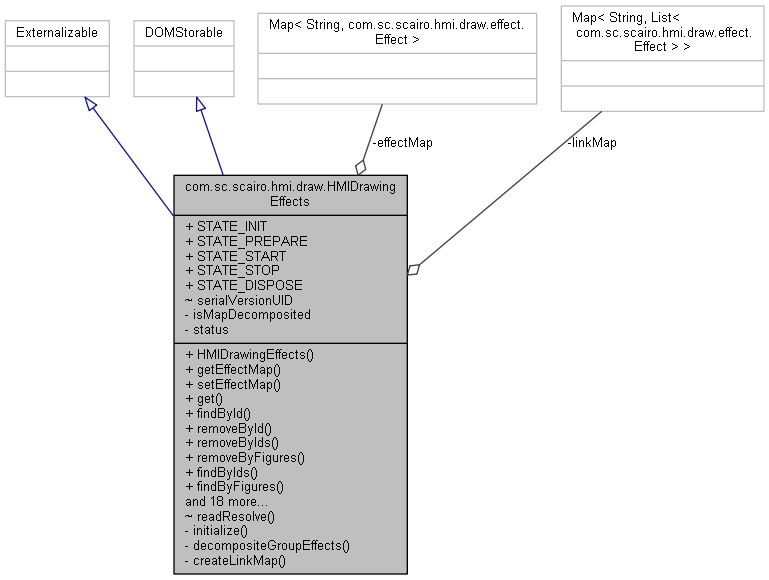 Externalizable
DOMStorable
Map< String, com.sc.scairo.hmi.draw.effect.
Effect >
Map< String, List<
com.sc.scairo.hmi.draw.effect.
Effect > >
-effectMap
-linkMap
com.sc.scairo.hmi.draw.HMIDrawing
Effects
+ STATE_INIT
+ STATE_PREPARE
+ STATE_START
+ STATE_STOP
+ STATE_DISPOSE
~ serialVersionUID
- isMapDecomposited
- status
+ HMIDrawingEffects()
+ getEffectMap()
+ setEffectMap()
+ get()
+ findById()
+ removeById()
+ removeByIds()
+ removeByFigures()
+ findByIds()
+ findByFigures()
and 18 more...
~ readResolve()
- initialize()
- decompositeGroupEffects()
- createLinkMap()